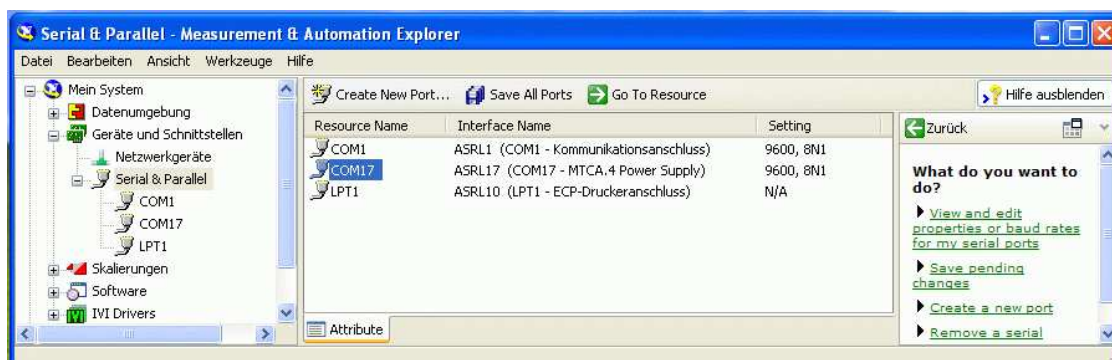 Serial & Parallel - Measurement & Automation Explorer
Datei Bearbeiten Ansicht Werkzeuge Hilfe
Mein System
Datenumgebung
Geräte und Schnittstellen
Netzwerkgeräte
Serial & Parallel
COM1
COM17
LPT1
Skalierungen
Software
IVI Drivers
Create New Port... Save All Ports Go To Resource
Resource Name Interface Name Setting
COM1 ASRL1 (COM1 - Kommunikationsanschluss) 9600, 8N1
COM17 ASRL17 (COM17 - MTCA.4 Power Supply) 9600, 8N1
LPT1 ASRL10 (LPT1 - ECP-Druckeranschluss) N/A
Attribute
Hilfe ausblenden
Zurück
What do you want to
do?
View and edit
properties or baud rates
for my serial ports
Save pending
changes
Create a new port
Remove a serial